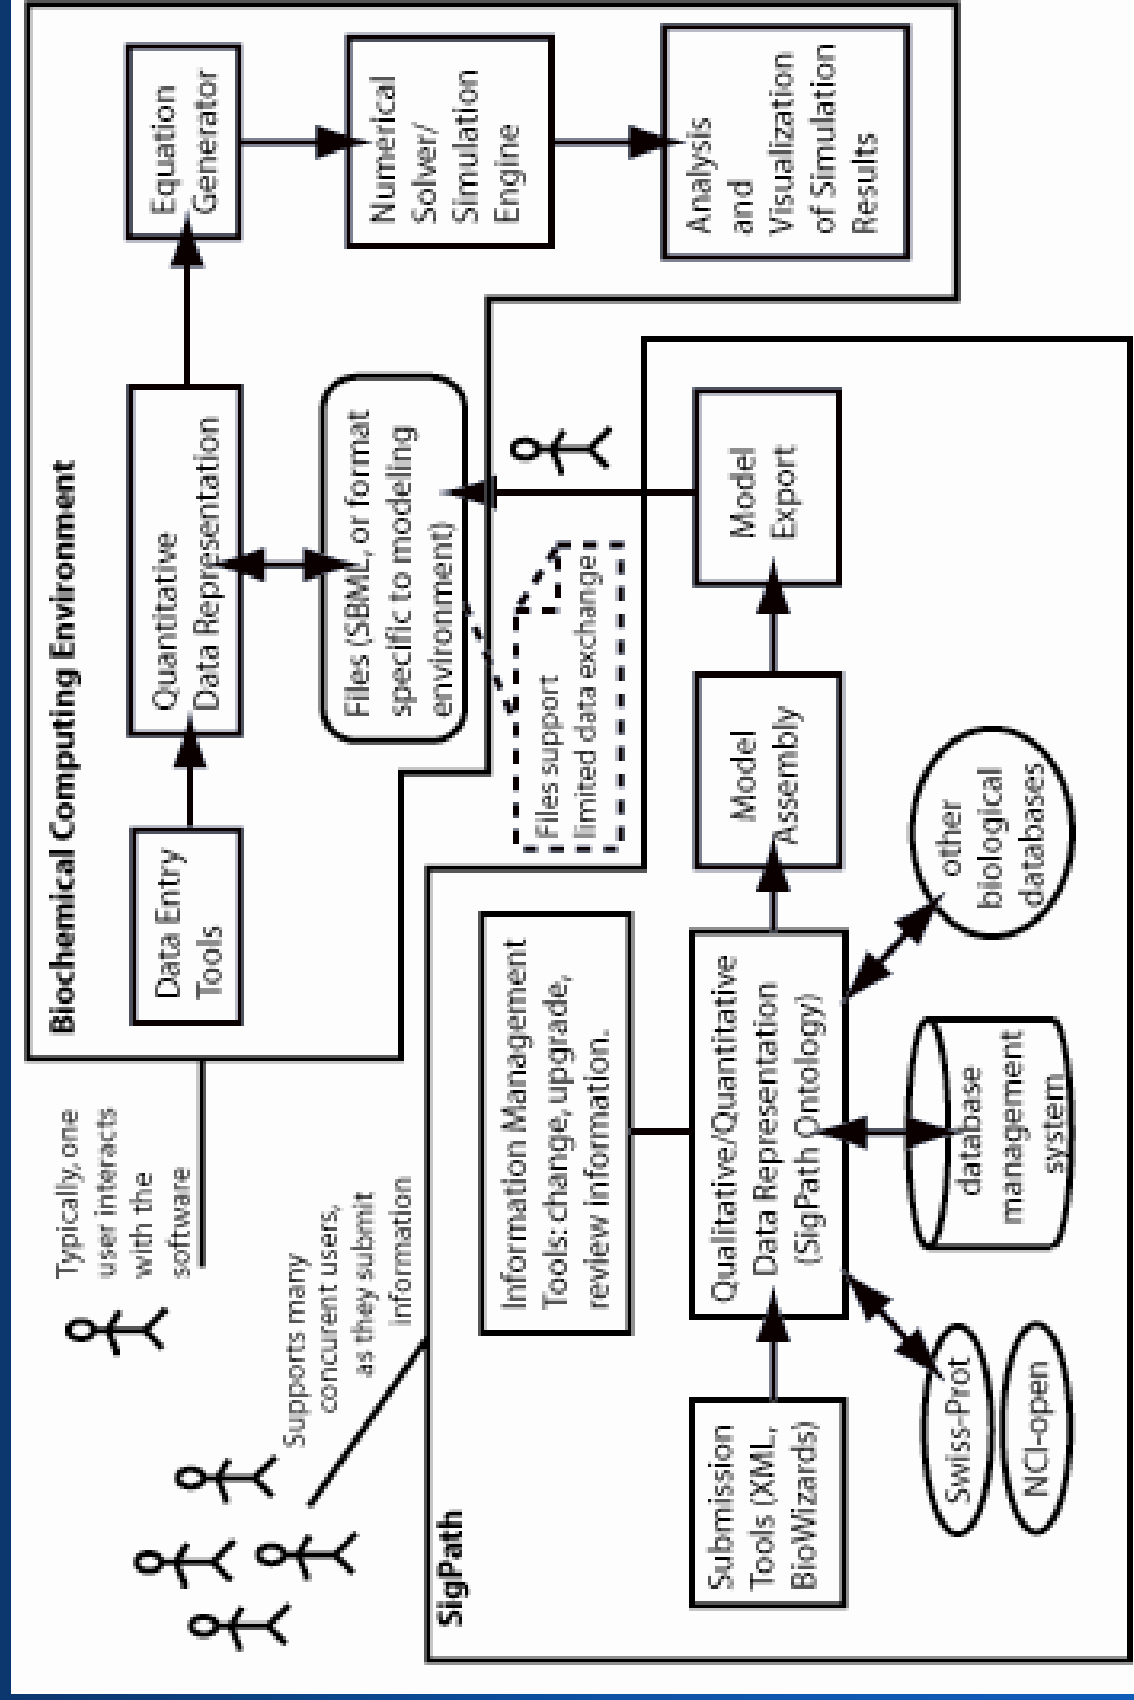 Biochemical Computing Environment
Typically, one
user interacts
with the
software
Data Entry
Tools
Quantitative
Data Representation
Equation
Generator
Files (SBML, or format
specific to modeling
environment)
Numerical
Solver/
Simulation
Engine
Analysis
and
Visualization
of Simulation
Results
Supports many
concurent users,
as they submit
information
Files support
limited data exchange
SigPath
Information Management
Tools: change, upgrade,
review information.
Submission
Tools (XML,
BioWizards)
Qualitative/Quantitative
Data Representation
(SigPath Ontology)
Model
Assembly
Model
Export
Swiss-Prot
NCI-open
database
management
system
other
biological
databases